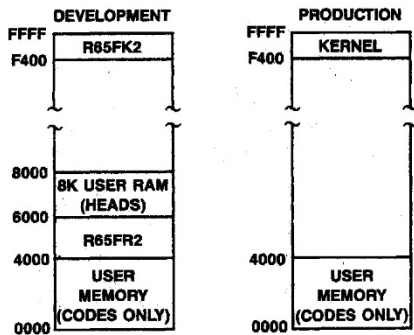 DEVELOPMENT
FFFF
R65FK2
F400
8000
8K USER RAM
(HEADS)
6000
R65FR2
4000
USER
MEMORY
(CODES ONLY)
0000
PRODUCTION
FFFF
KERNEL
F400
4000
USER
MEMORY
(CODES ONLY)
0000